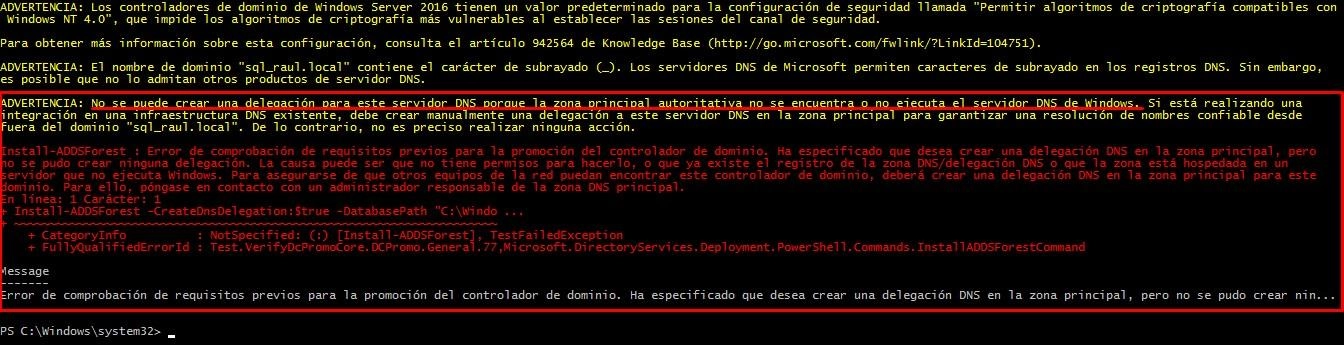 ADVERTENCIA: Los controladores de dominio de Windows Server 2016 tienen un valor predeterminado para la configuración de seguridad llamada "Permitir algoritmos de criptografía compatibles con
Windows NT 4.0", que impide los algoritmos de criptografía más vulnerables al establecer las sesiones del canal de seguridad.
Para obtener más información sobre esta configuración, consulta el artículo 942564 de Knowledge Base (http://go.microsoft.com/fwlink/?LinkId=104751).
ADVERTENCIA: El nombre de dominio "sql_raul.local" contiene el carácter de subrayado (_). Los servidores DNS de Microsoft permiten caracteres de subrayado en los registros DNS. Sin embargo,
es posible que no lo admitan otros productos de servidor DNS.
ADVERTENCIA: No se puede crear una delegación para este servidor DNS porque la zona principal autoritativa no se encuentra o no ejecuta el servidor DNS de Windows. Si está realizando una
integración en una infraestructura DNS existente, debe crear manualmente una delegación a este servidor DNS en la zona principal para garantizar una resolución de nombres confiable desde
fuera del dominio "sql_raul.local". De lo contrario, no es preciso realizar ninguna acción.
Install-ADDSForest : Error de comprobación de requisitos previos para la promoción del controlador de dominio. Ha especificado que desea crear una delegación DNS en la zona principal, pero
no se pudo crear ninguna delegación. La causa puede ser que no tiene permisos para hacerlo, o que ya existe el registro de la zona DNS/delegación DNS o que la zona está hospedada en un
servidor que no ejecuta Windows. Para asegurarse de que otros equipos de la red puedan encontrar este controlador de dominio, deberá crear una delegación DNS en la zona principal para este
dominio. Para ello, póngase en contacto con un administrador responsable de la zona DNS principal.
En línea: 1 Carácter: 1
+ Install-ADDSForest -CreateDnsDelegation:$true -DatabasePath "C:\Windo ...
+ ~~~~~~~~~~~~~~~~~~~~~~~~~~~~~~~~~~~~~~~~~~~~~~~~~~~~~~~~~~~~~~~~~~~~~
+ CategoryInfo          : NotSpecified: (:) [Install-ADDSForest], TestFailedException
+ FullyQualifiedErrorId : Test.VerifyDcPromoCore.DCPromo.General.77,Microsoft.DirectoryServices.Deployment.PowerShell.Commands.InstallADDSForestCommand
Message
-------
Error de comprobación de requisitos previos para la promoción del controlador de dominio. Ha especificado que desea crear una delegación DNS en la zona principal, pero no se pudo crear nin...
PS C:\Windows\system32> _